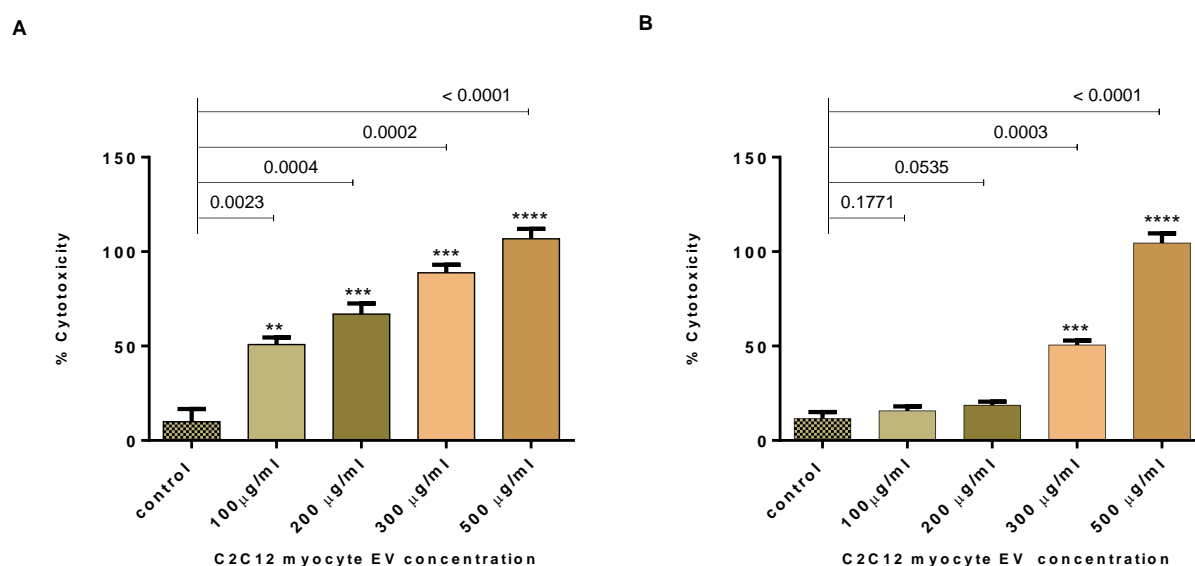 A
< 0.0001
0.0002
0.0004
0.0023
150
100
50
0
% Cytotoxicity
**
***
***
****
control
100μg/ml
200 μg/ml
300 μg/ml
500 μg/ml
C2C12 myocyte EV concentration
B
< 0.0001
0.0003
0.0535
0.1771
150
100
50
0
% Cytotoxicity
***
****
control
100μg/ml
200 μg/ml
300 μg/ml
500 μg/ml
C2C12 myocyte EV concentration